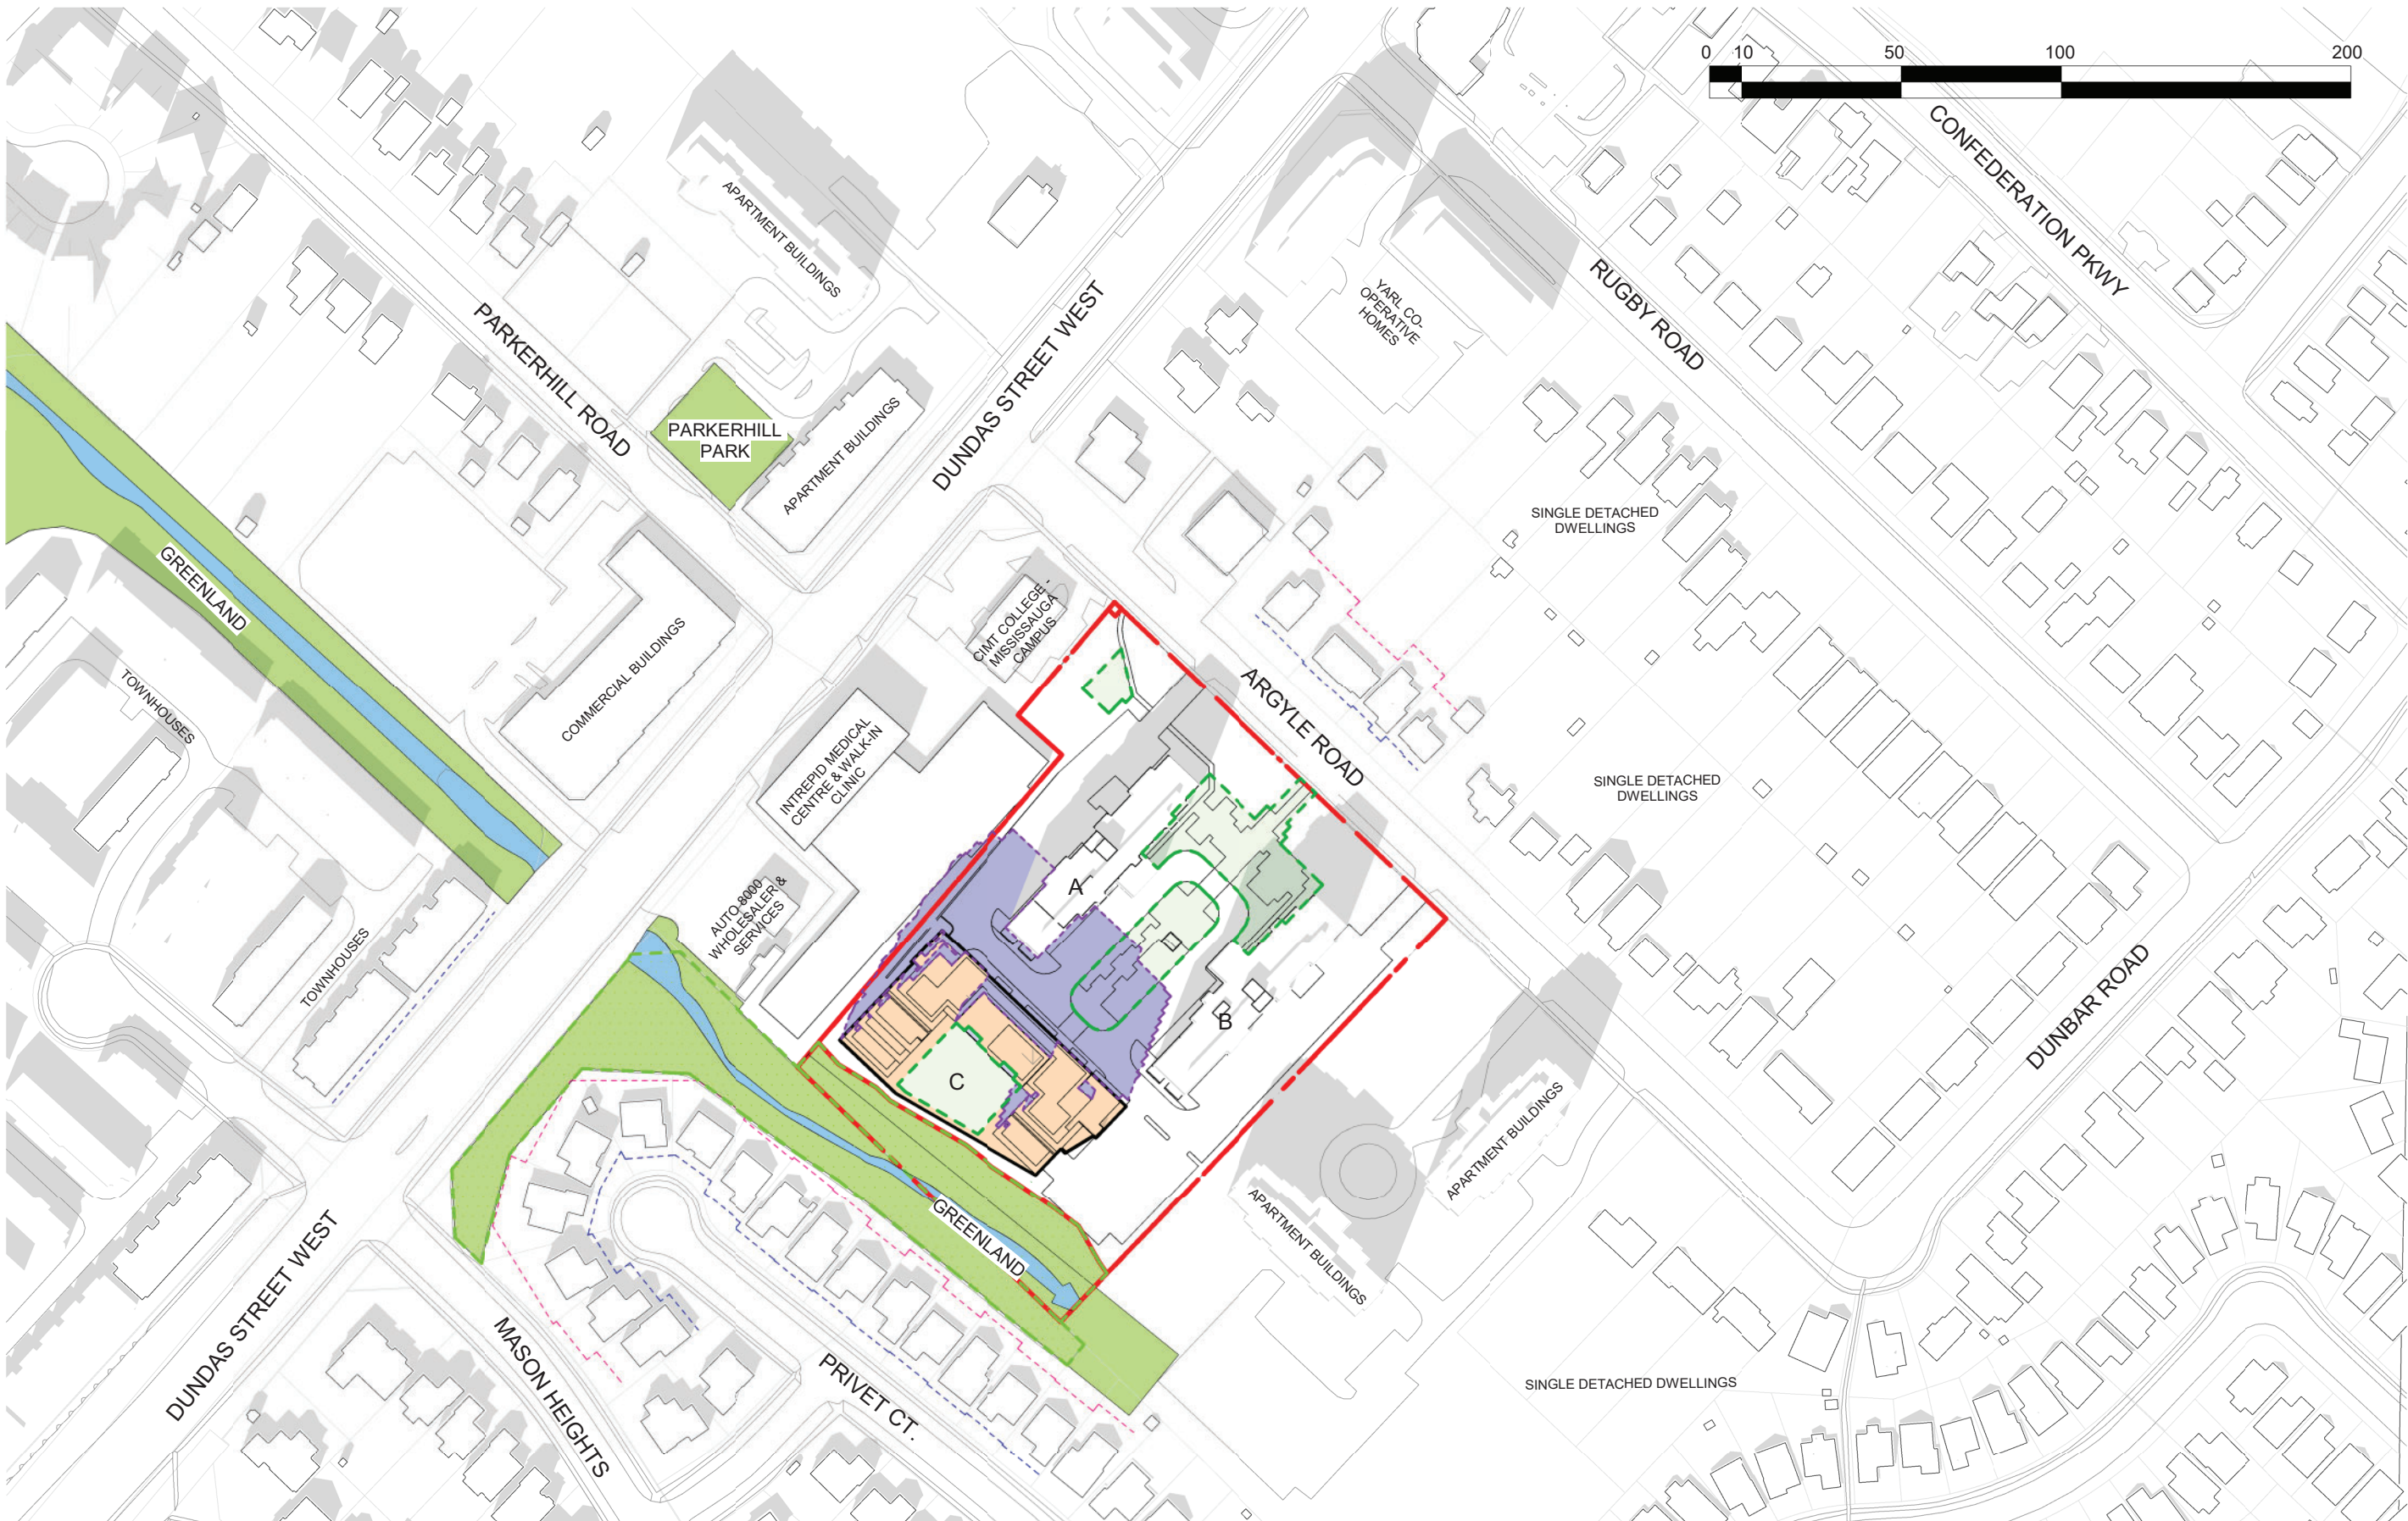 0 10 50 100 200
CONFEDERATION PKWY
APARTMENT BUILDINGS
YARL CO-
OPERATIVE
HOMES
RUGBY ROAD
PARKERHILL ROAD
DUNDAS STREET WEST
PARKERHILL
PARK
APARTMENT BUILDINGS
SINGLE DETACHED
DWELLINGS
GREENLAND
CIMT COLLEGE -
MISSISSAUGA
CAMPUS
COMMERCIAL BUILDINGS
TOWNHOUSES
ARGYLE ROAD
INTREPID MEDICAL
CENTRE & WALK-IN
CLINIC
SINGLE DETACHED
DWELLINGS
A
AUTO 8000
WHOLESALER &
SERVICES
TOWNHOUSES
B
DUNBAR ROAD
C
APARTMENT BUILDINGS
GREENLAND
APARTMENT BUILDINGS
DUNDAS STREET WEST
MASON HEIGHTS
PRIVET CT.
SINGLE DETACHED DWELLINGS